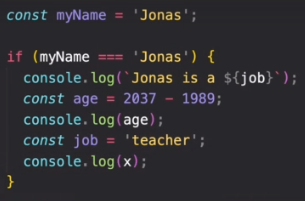 const myName = 'Jonas';
if (myName === 'Jonas') {
console.log(`Jonas is a ${job}`);
const age = 2037 - 1989;
console.log(age);
const job = 'teacher';
console.log(x);
}